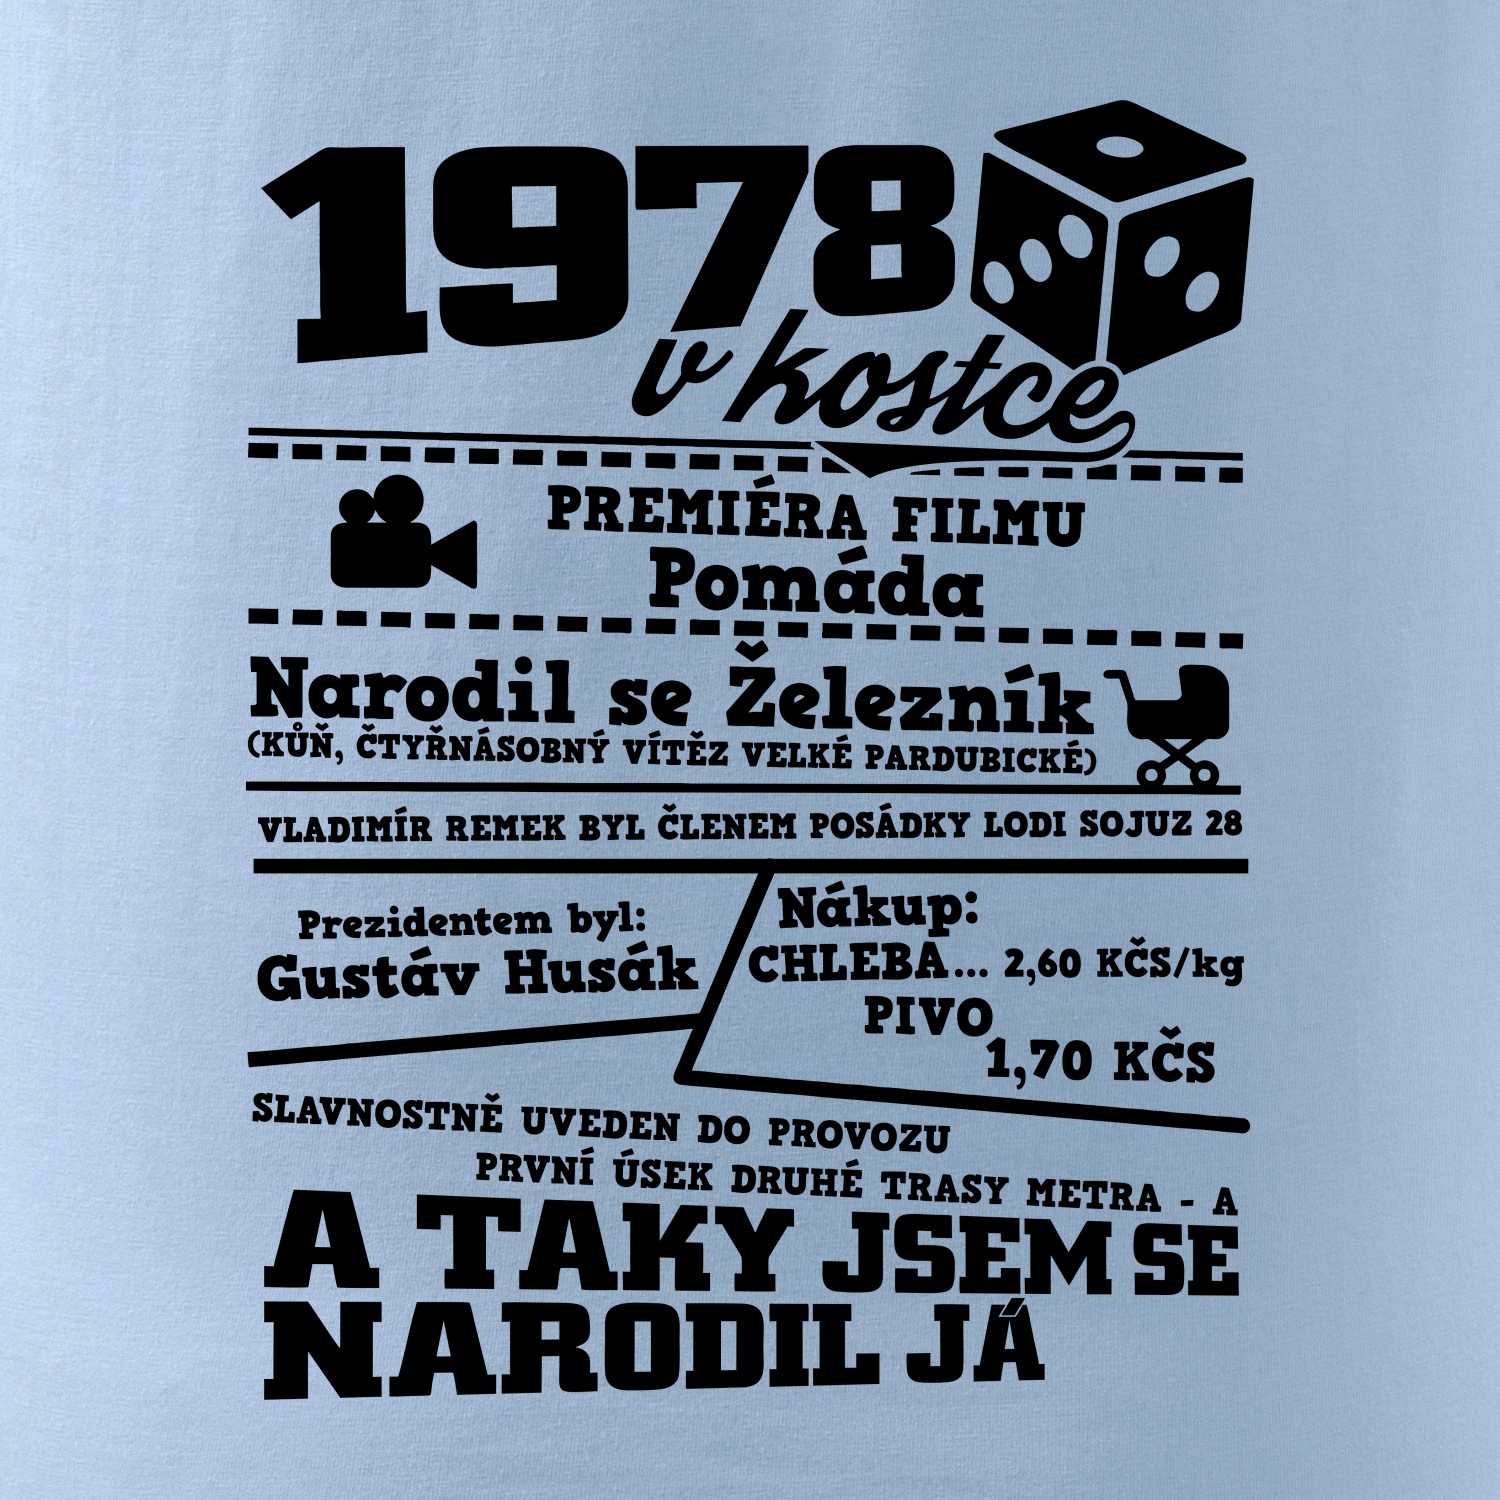 1978
v kostce
PREMIÉRA FILMU
Pomáda
Narodil se Železník
(KŮŇ, ČTYŘNÁSOBNÝ VÍTĚZ VELKÉ PARDUBICKÉ)
VLADIMÍR REMEK BYL ČLENEM POSÁDKY LODI SOJUZ 28
Prezidentem byl:
Gustáv Husák
Nákup:
CHLEBA... 2,60 KČS/kg
PIVO
1,70 KČS
SLAVNOSTNĚ UVEDEN DO PROVOZU
PRVNÍ ÚSEK DRUHÉ TRASY METRA - A
A TAKY JSEM SE
NARODIL JÁ